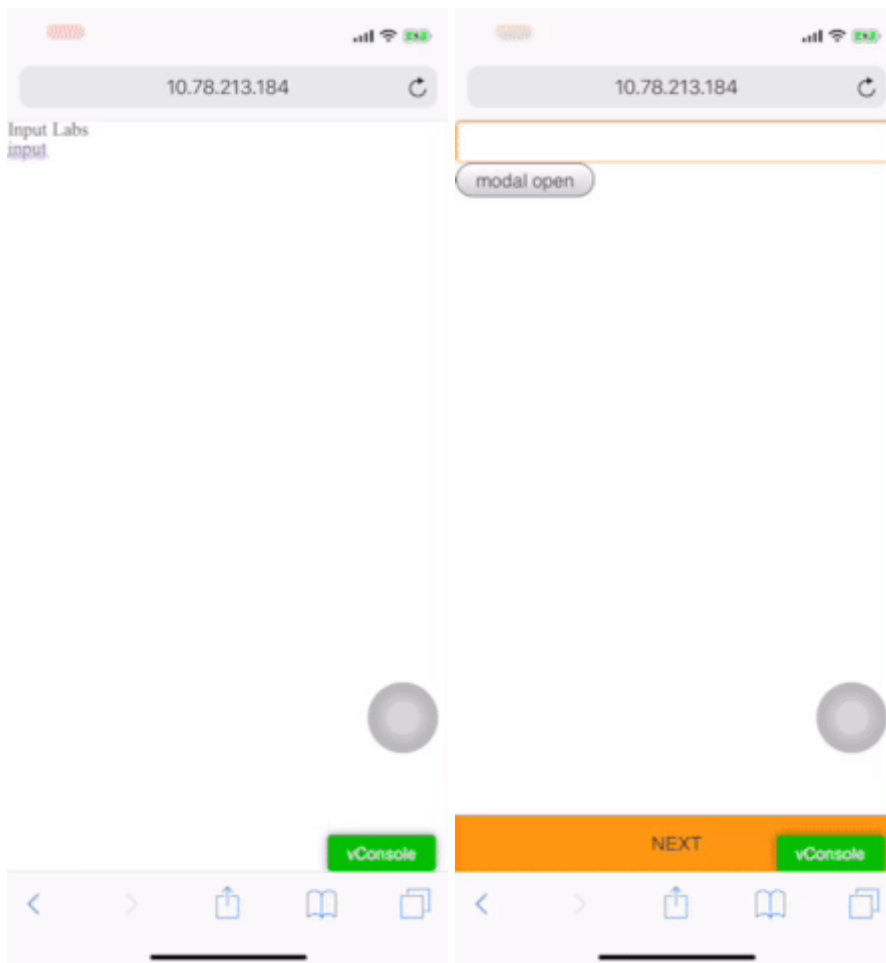 10.78.213.184
Input Labs
input
vConsole
10.78.213.184
modal open
NEXT
vConsole